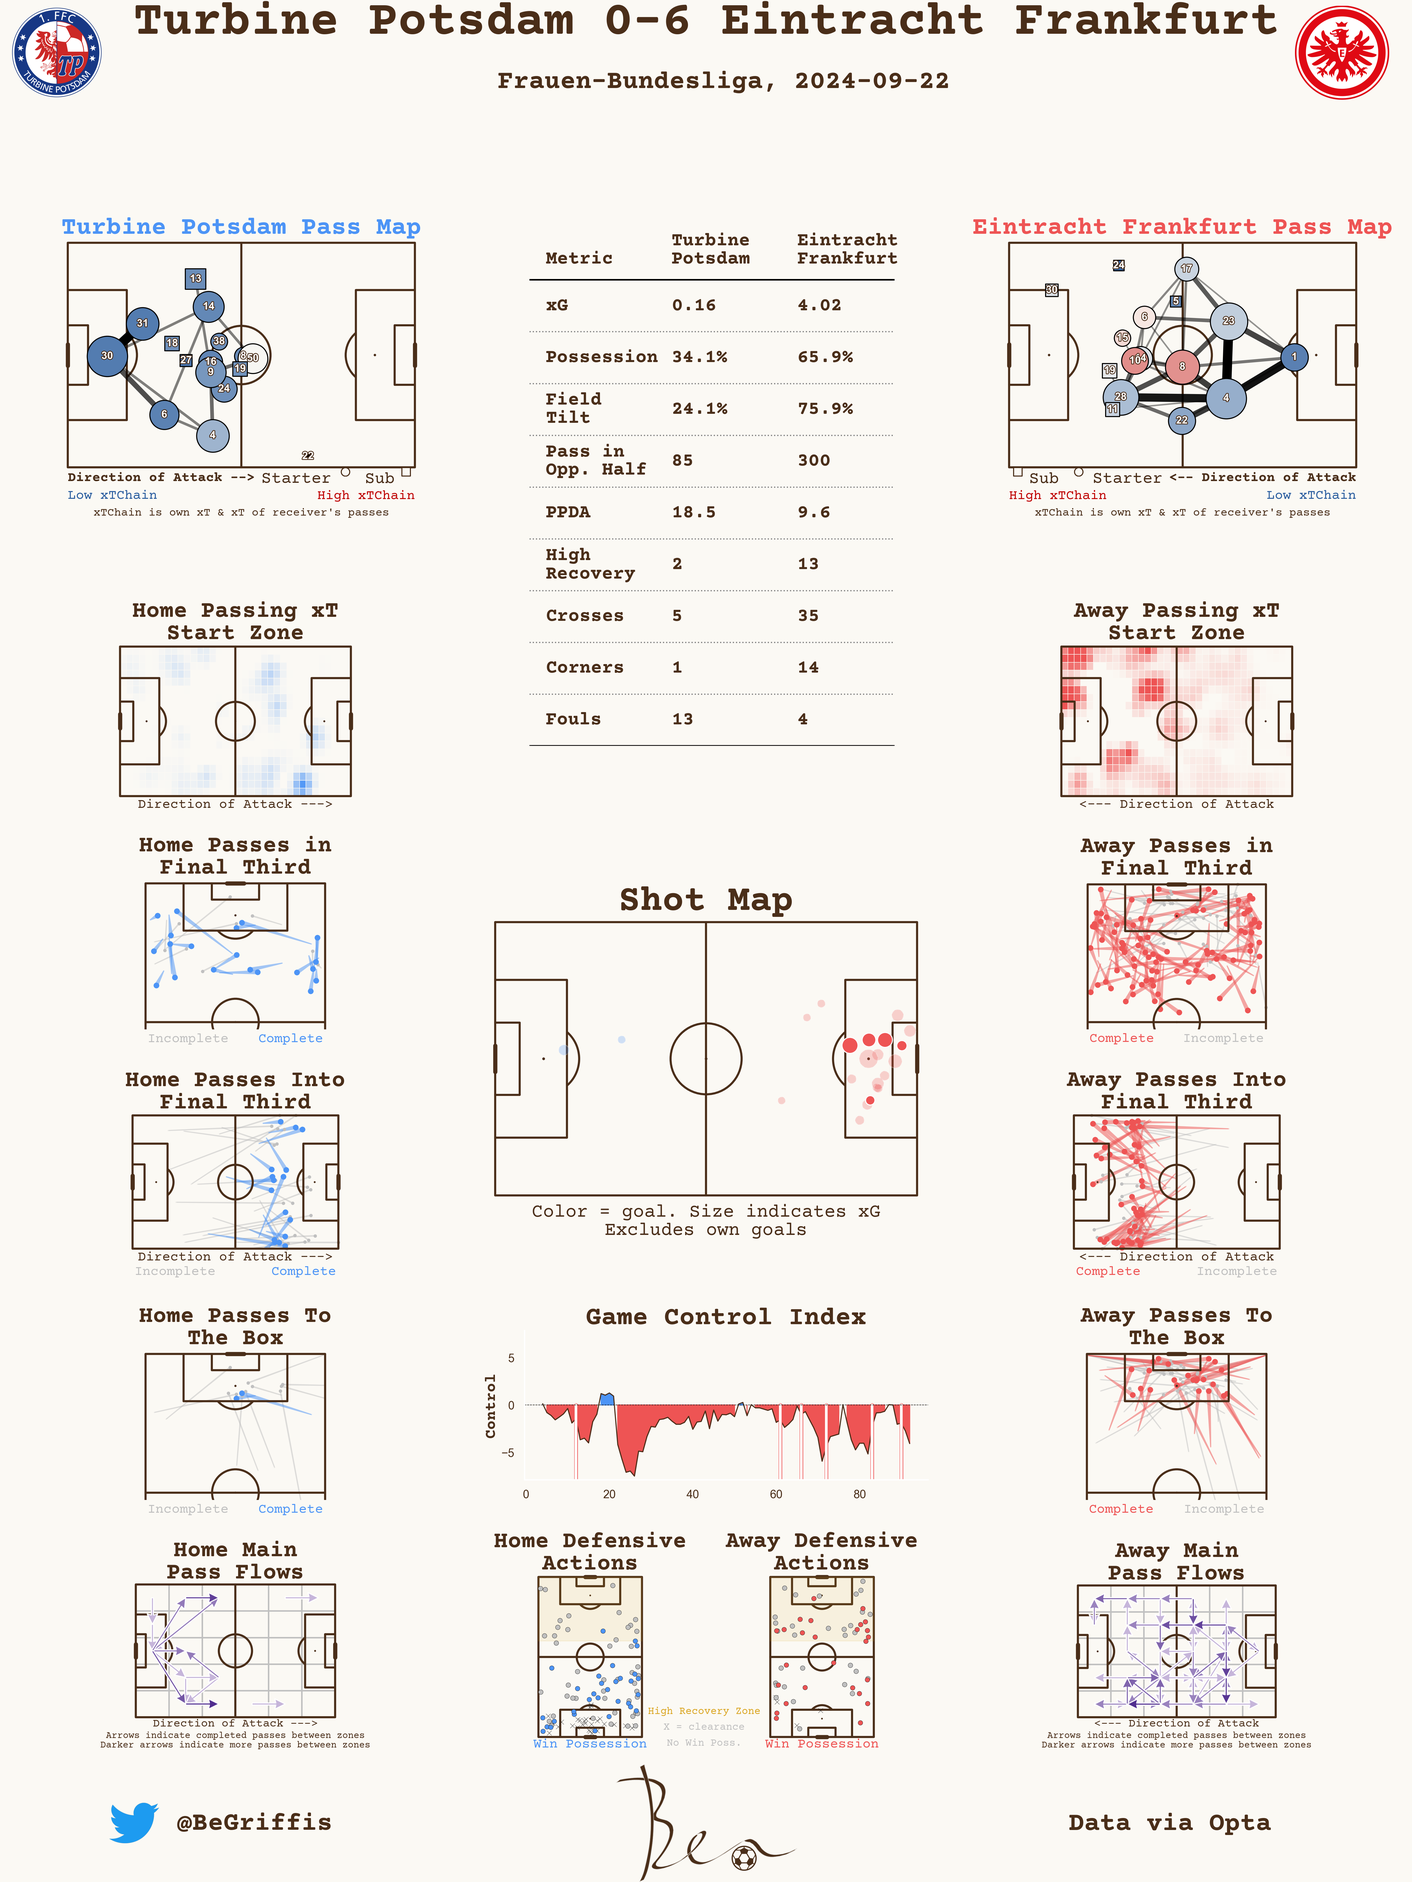 Turbine Potsdam 0-6 Eintracht Frankfurt
Frauen-Bundesliga, 2024-09-22
1. FFC
TP
TURBINE POTSDAM
Turbine Potsdam Pass Map
13
14
31
30
18
38
27
16
8
50
19
9
24
6
4
22
Direction of Attack --> Starter Sub
Low xTChain High xTChain
xTChain is own xT & xT of receiver's passes
Metric Turbine Potsdam Eintracht Frankfurt
xG 0.16 4.02
Possession 34.1% 65.9%
Field Tilt 24.1% 75.9%
Pass in Opp. Half 85 300
PPDA 18.5 9.6
High Recovery 2 13
Crosses 5 35
Corners 1 14
Fouls 13 4
Eintracht Frankfurt Pass Map
24
17
30
5
6
23
15
10
8
1
19
28
4
11
22
Sub Starter <-- Direction of Attack
High xTChain Low xTChain
xTChain is own xT & xT of receiver's passes
Home Passing xT
Start Zone
Direction of Attack --->
Away Passing xT
Start Zone
<--- Direction of Attack
Home Passes in
Final Third
Incomplete Complete
Away Passes in
Final Third
Complete Incomplete
Shot Map
Color = goal. Size indicates xG
Excludes own goals
Home Passes Into
Final Third
Direction of Attack --->
Incomplete Complete
Away Passes Into
Final Third
<--- Direction of Attack
Complete Incomplete
Home Passes To
The Box
Incomplete Complete
Game Control Index
Control
5
0
−5
0 20 40 60 80
Away Passes To
The Box
Complete Incomplete
Home Main
Pass Flows
Direction of Attack --->
Arrows indicate completed passes between zones
Darker arrows indicate more passes between zones
Home Defensive
Actions
Win Possession
High Recovery Zone
X = clearance
No Win Poss.
Away Defensive
Actions
Win Possession
Away Main
Pass Flows
<--- Direction of Attack
Arrows indicate completed passes between zones
Darker arrows indicate more passes between zones
@BeGriffis
Ben
Data via Opta